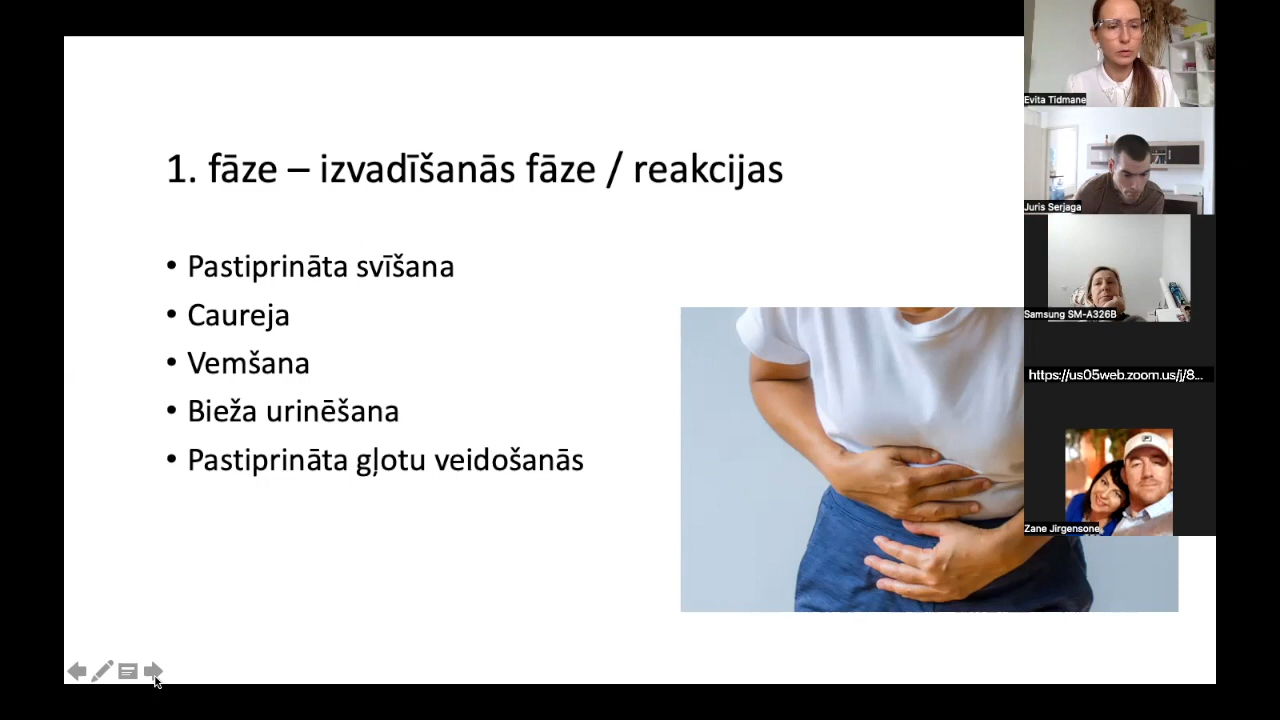 1. fāze – izvadīšanās fāze / reakcijas
• Pastiprināta svīšana
• Caureja
• Vemšana
• Bieža urinēšana
• Pastiprināta gļotu veidošanās
Evita Tidmane
Juris Serjaga
Samsung SM-A326B
https://us05web.zoom.us/j/8...
Zane Jirgensone